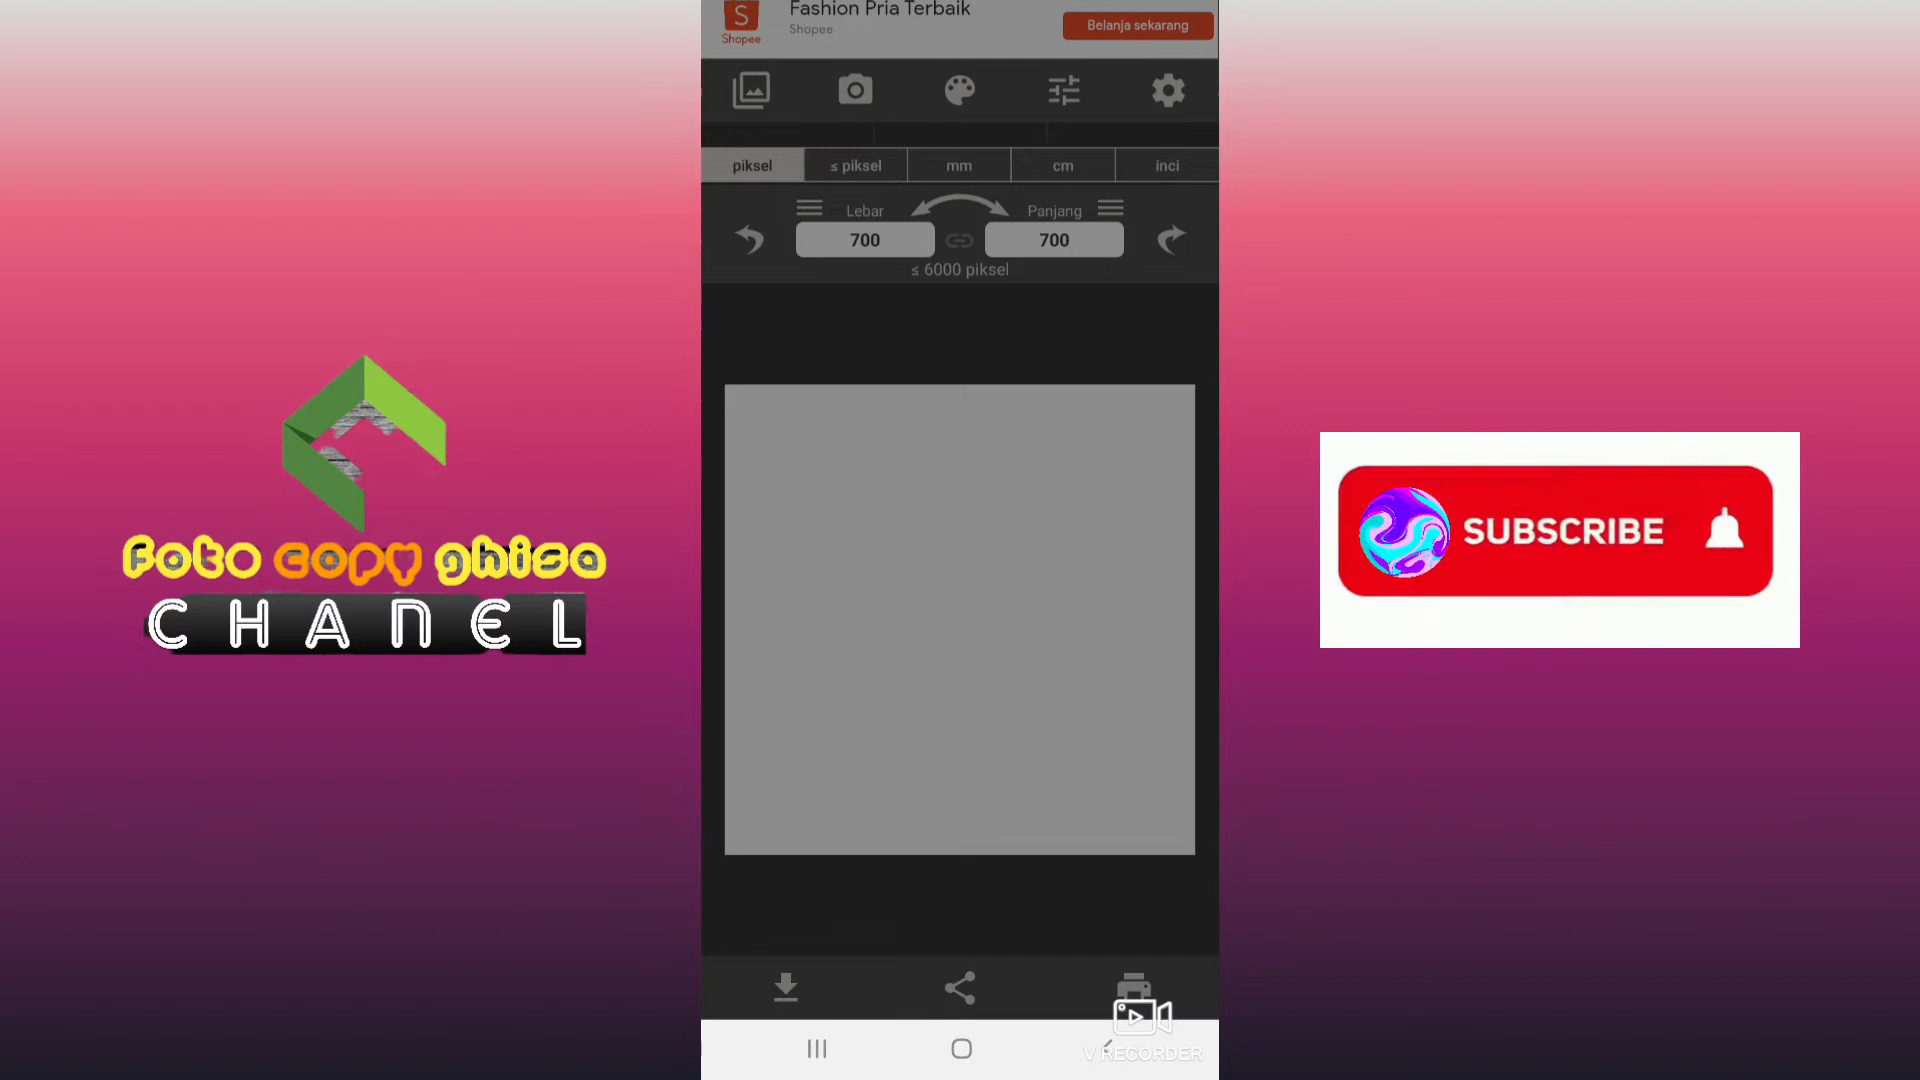 S
Shopee
Fashion Pria Terbaik
Shopee
Belanja sekarang
piksel
≤ piksel
mm
cm
inci
Lebar
Panjang
700
700
≤ 6000 piksel
foto copy ghisa
CHANEL
SUBSCRIBE
V RECORDER